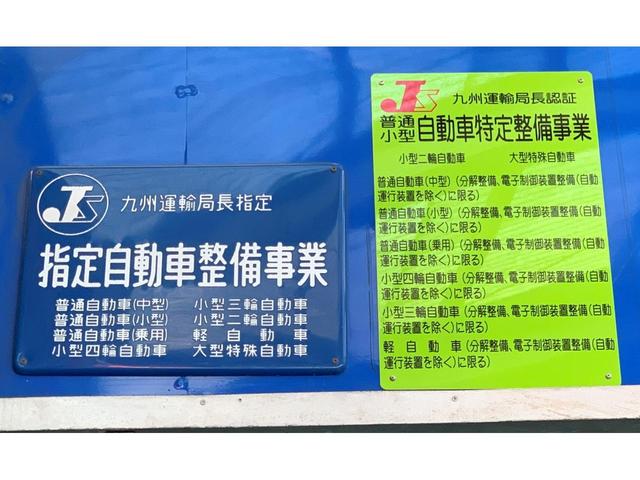 JS
九州運輸局長指定
指定自動車整備事業
普通自動車(中型) 小型三輪自動車
普通自動車(小型) 小型二輪自動車
普通自動車(乗用) 軽自動車
小型四輪自動車 大型特殊自動車
JS 九州運輸局長認証
普通
小型 自動車特定整備事業
小型二輪自動車 大型特殊自動車
普通自動車(中型)(分解整備、電子制御装置整備(自動
運行装置を除く)に限る)
普通自動車(小型)(分解整備、電子制御装置整備(自動
運行装置を除く)に限る)
普通自動車(乗用)(分解整備、電子制御装置整備(自動
運行装置を除く)に限る)
小型四輪自動車(分解整備、電子制御装置整備(自動
運行装置を除く)に限る)
小型三輪自動車(分解整備、電子制御装置整備(自動
運行装置を除く)に限る)
軽自動車(分解整備、電子制御装置整備(自動
運行装置を除く)に限る)